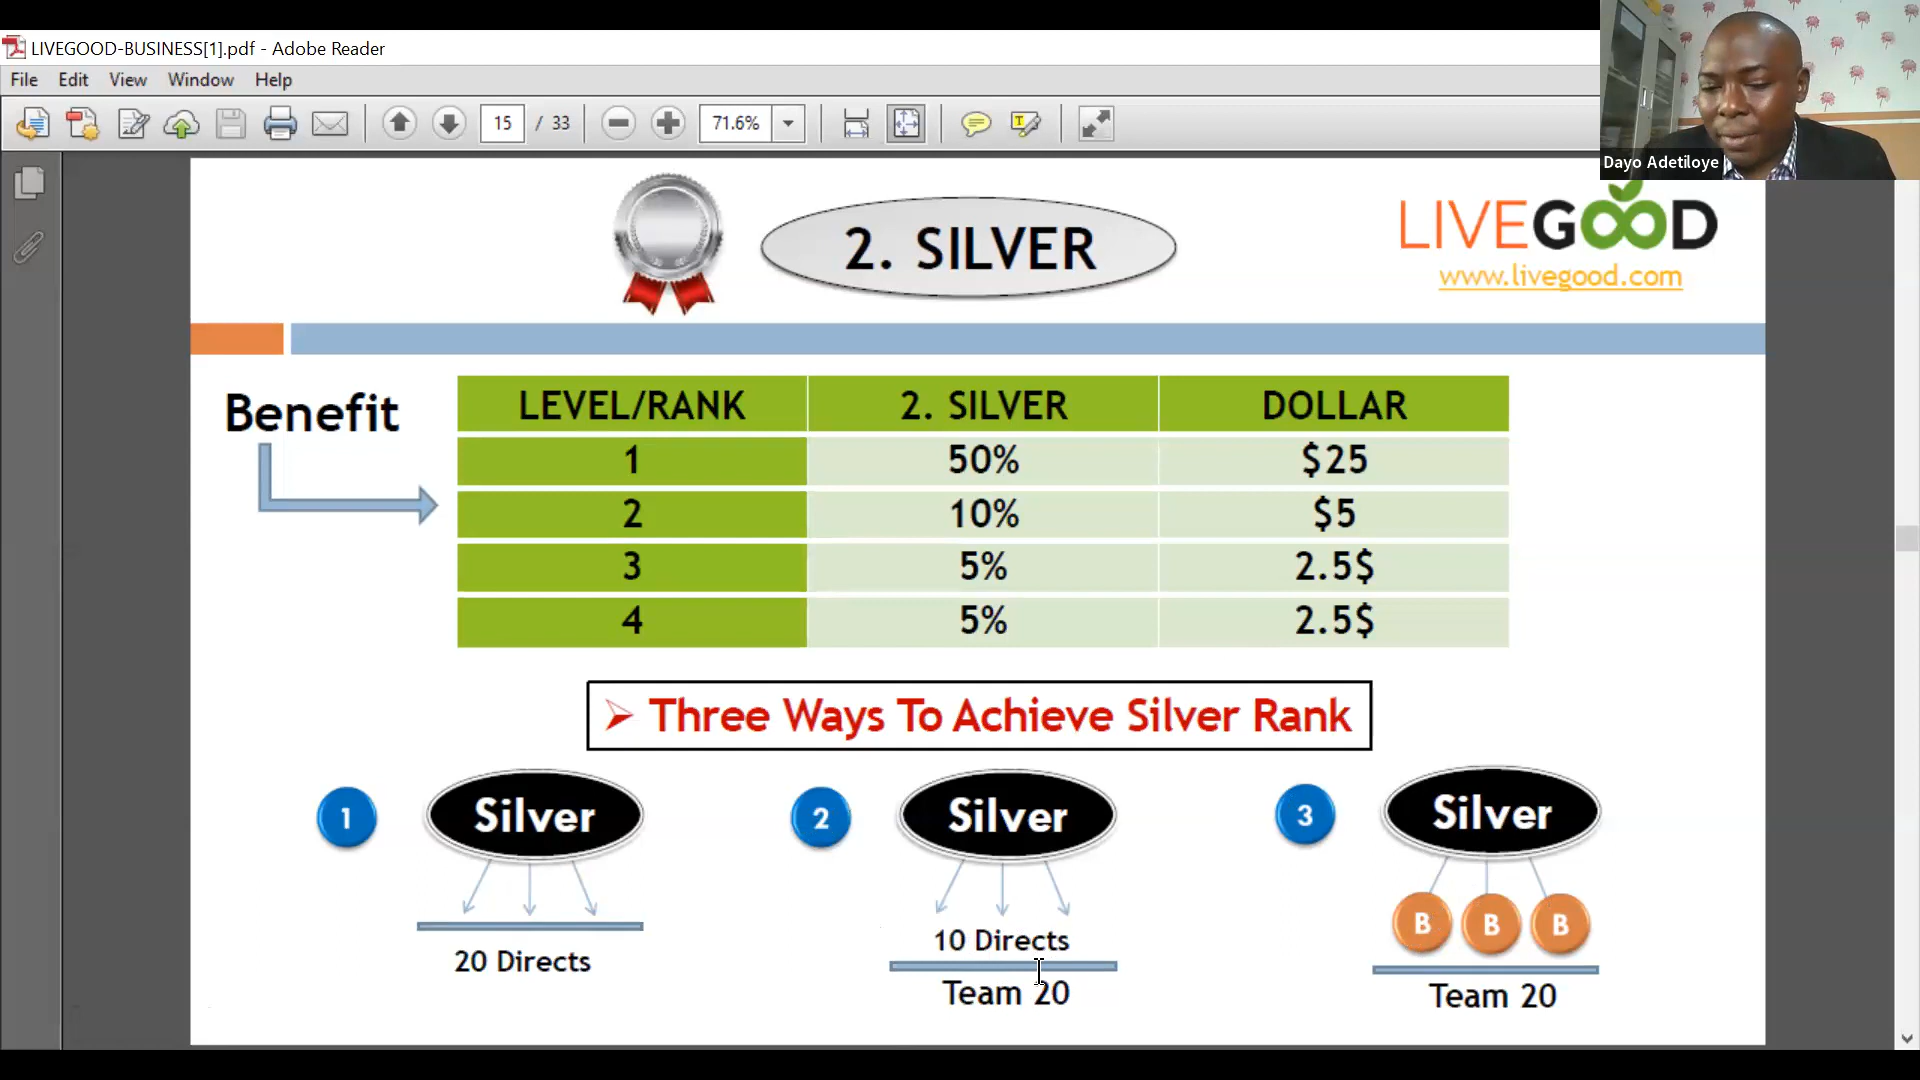 LIVEGOOD-BUSINESS[1].pdf - Adobe Reader
File Edit View Window Help
15 / 33 71.6% T
Dayo Adetiloye
2. SILVER
LIVEGOOD
www.livegood.com
Benefit
LEVEL/RANK 2. SILVER DOLLAR
1 50% $25
2 10% $5
3 5% 2.5$
4 5% 2.5$
Three Ways To Achieve Silver Rank
1 Silver 2 Silver 3 Silver
B B B
20 Directs 10 Directs
Team 20 Team 20